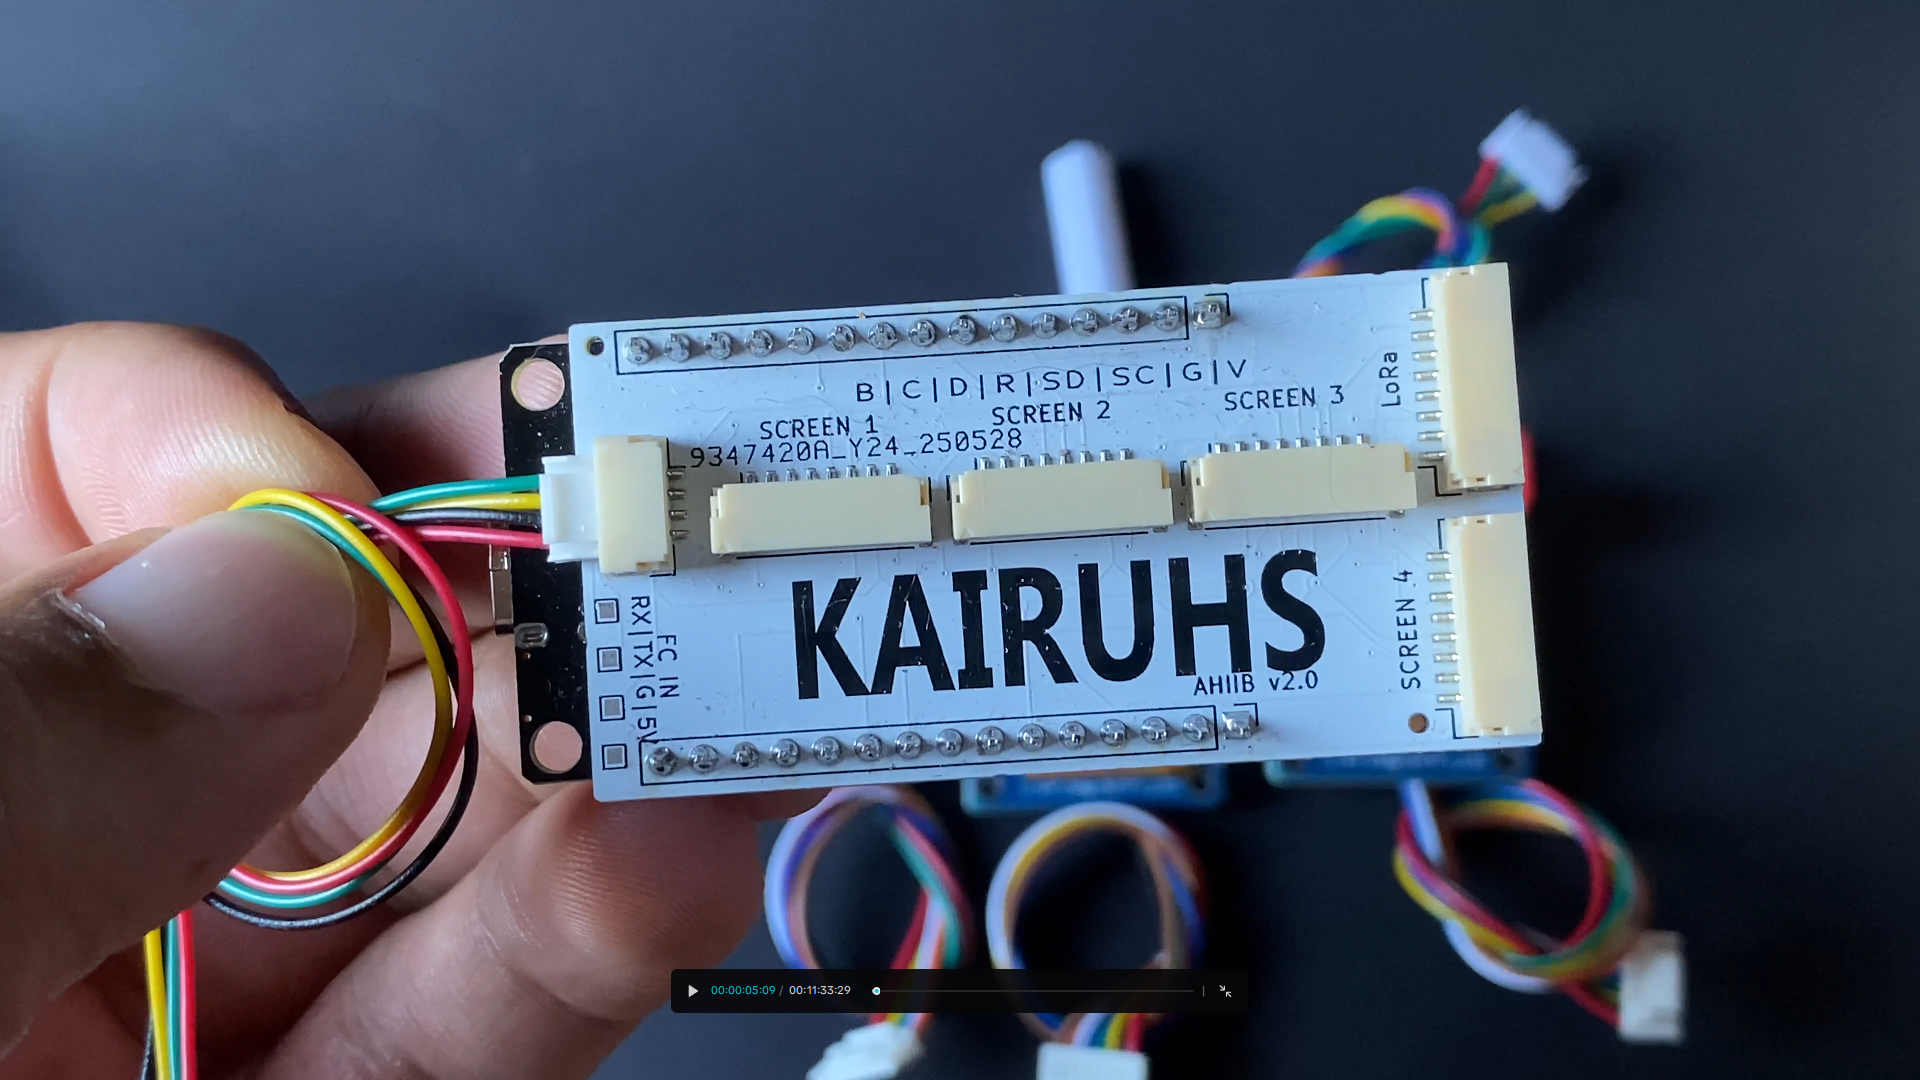 B|C|D|R|SD|SC|G|V
SCREEN 1
SCREEN 2
SCREEN 3
9347420A_Y24_250528
LoRa
KAIRUHS
AHIIB v2.0
SCREEN 4
FC IN
RX|TX|G|5V
00:00:05:09 / 00:11:33:29